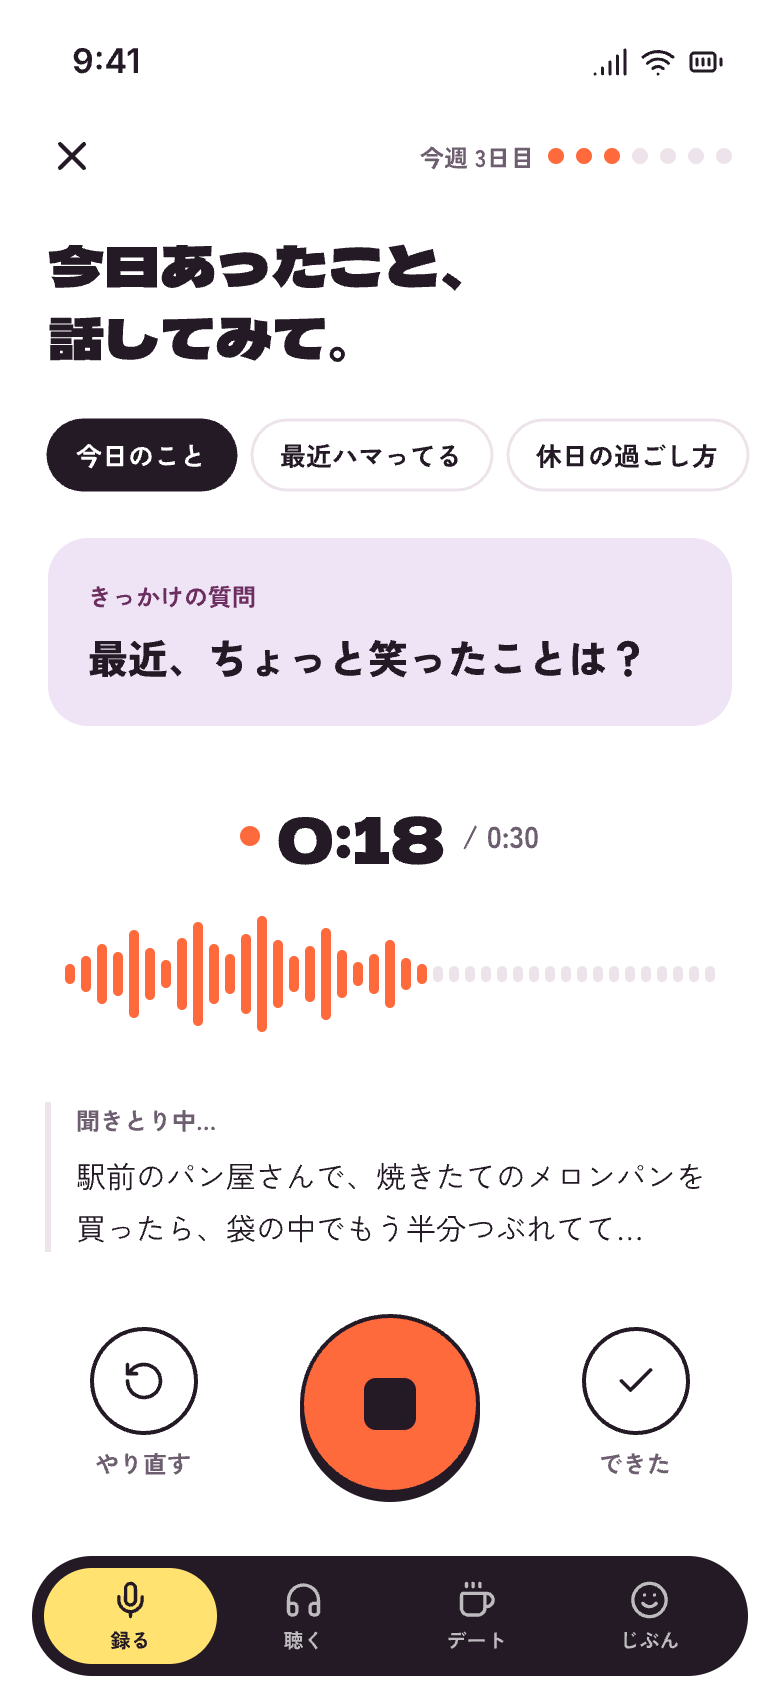 9:41
今週 3日目
今日あったこと、
話してみて。
今日のこと
最近ハマってる
休日の過ごし方
きっかけの質問
最近、ちょっと笑ったことは？
0:18 / 0:30
聞きとり中…
駅前のパン屋さんで、焼きたてのメロンパンを
買ったら、袋の中でもう半分つぶれてて…
やり直す
できた
録る
聴く
デート
じぶん